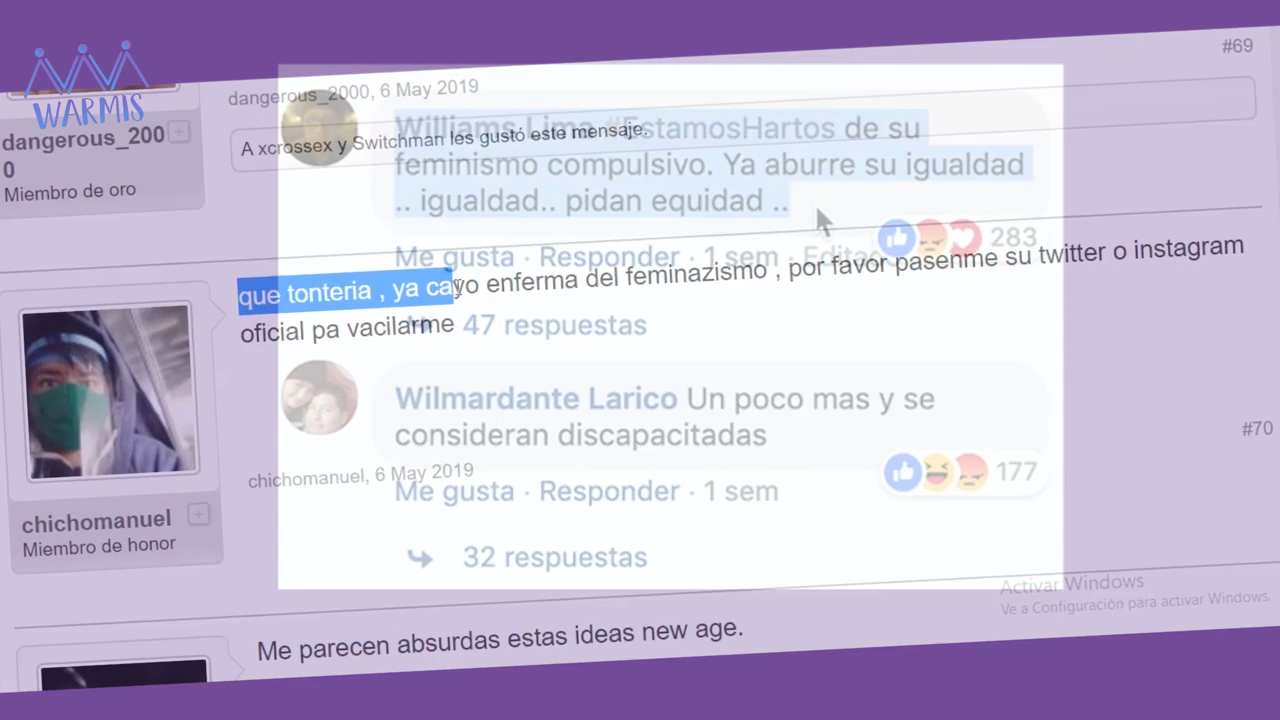 WARMIS
#69
dangerous_2000, 6 May 2019
A xcrossex y Switchman les gustó este mensaje.
dangerous_200
0
Miembro de oro
Williams Lima #EstamosHartos de su
feminismo compulsivo. Ya aburre su igualdad
.. igualdad.. pidan equidad ..
Me gusta · Responder · 1 sem · Editado
283
47 respuestas
que tonteria , ya cayo enferma del feminazismo , por favor pasenme su twitter o instagram
oficial pa vacilarme
Wilmardante Larico Un poco mas y se
consideran discapacitadas
177
Me gusta · Responder · 1 sem
32 respuestas
#70
chichomanuel, 6 May 2019
chichomanuel
Miembro de honor
Activar Windows
Ve a Configuración para activar Windows.
Me parecen absurdas estas ideas new age.